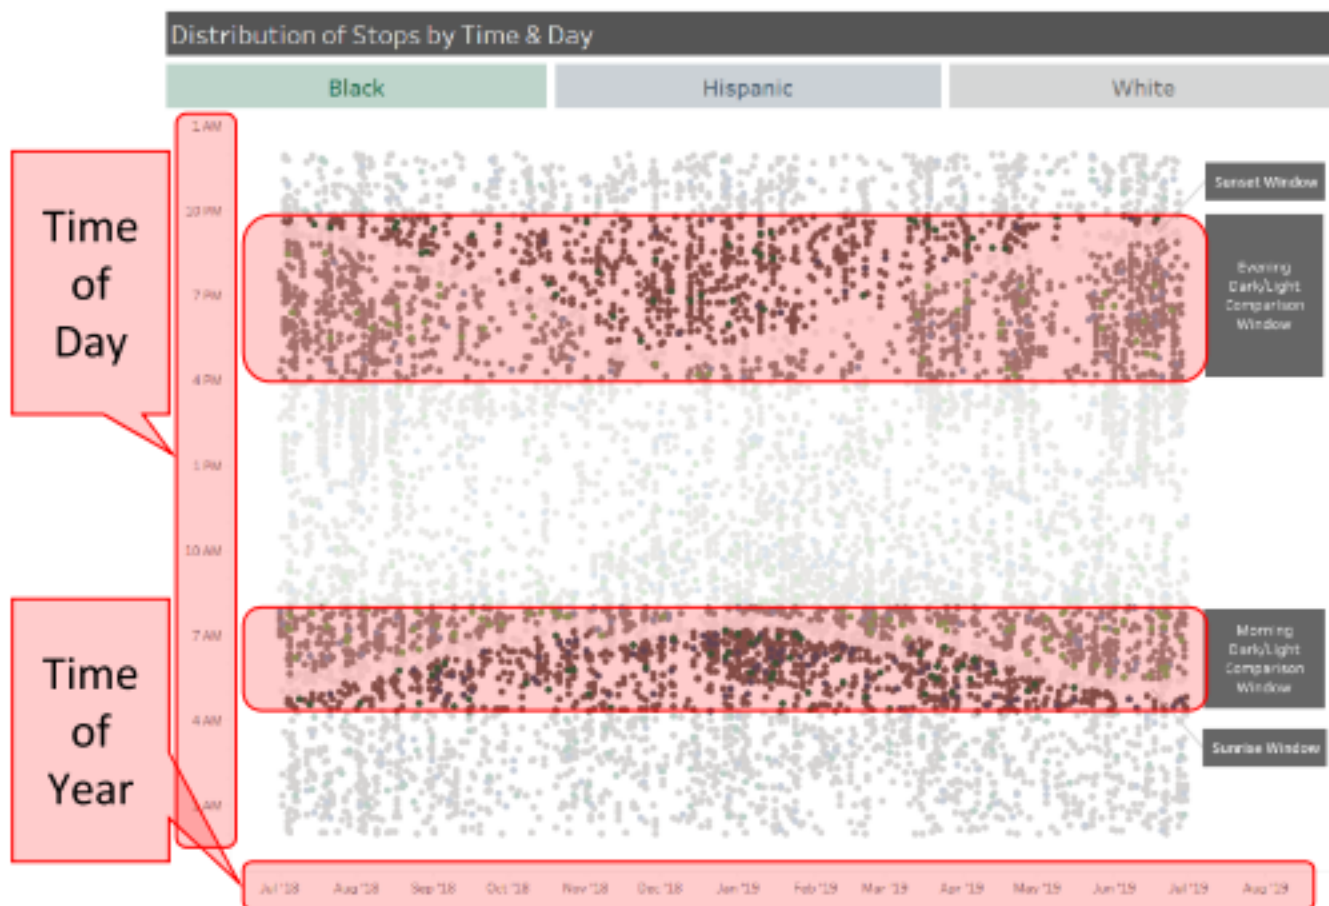 Distribution of Stops by Time & Day
Black
Hispanic
White
1 AM
10 PM
7 PM
4 PM
1 PM
10 AM
7 AM
4 AM
AM
Time
of
Day
Time
of
Year
Sunset Window
Evening
Dark/Light
Comparison
Window
Morning
Dark/Light
Comparison
Window
Sunrise Window
Jul '18 Aug '18 Sep '18 Oct '18 Nov '18 Dec '18 Jan '19 Feb '19 Mar '19 Apr '19 May '19 Jun '19 Jul '19 Aug '19